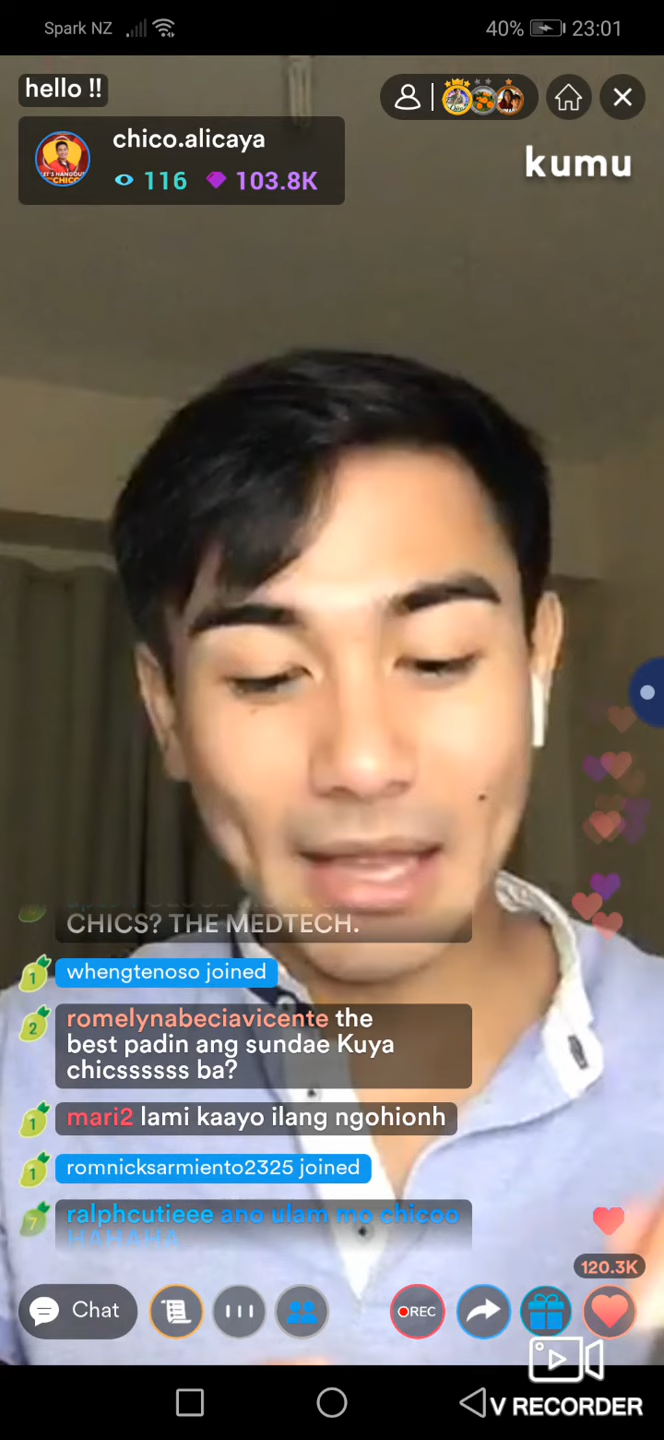 Spark NZ
40% 23:01
hello !!
chico.alicaya
116 103.8K
kumu
CHICS? THE MEDTECH.
1 whengtenoso joined
2 romelynabeciavicente the
best padin ang sundae Kuya
chicssssss ba?
1 mari2 lami kaayo ilang ngohionh
1 romnicksarmiento2325 joined
7 ralphcutieee ano ulam mo chicoo
HAHAHA
120.3K
Chat
REC
V RECORDER